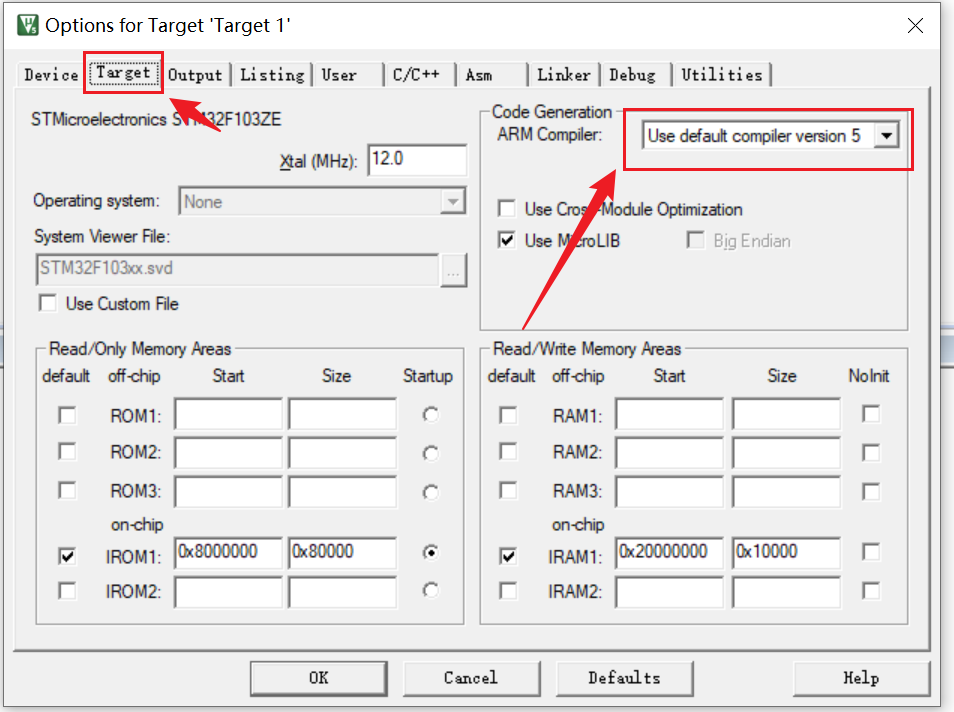 Options for Target 'Target 1'
Device Target Output Listing User C/C++ Asm Linker Debug Utilities
STMicroelectronics STM32F103ZE
Xtal (MHz): 12.0
Operating system: None
System Viewer File:
STM32F103xx.svd ...
Use Custom File
Code Generation
ARM Compiler: Use default compiler version 5
Use Cross-Module Optimization
Use MicroLIB Big Endian
Read/Only Memory Areas
default off-chip Start Size Startup
ROM1:
ROM2:
ROM3:
on-chip
IROM1: 0x8000000 0x80000
IROM2:
Read/Write Memory Areas
default off-chip Start Size NoInit
RAM1:
RAM2:
RAM3:
on-chip
IRAM1: 0x20000000 0x10000
IRAM2:
OK Cancel Defaults Help